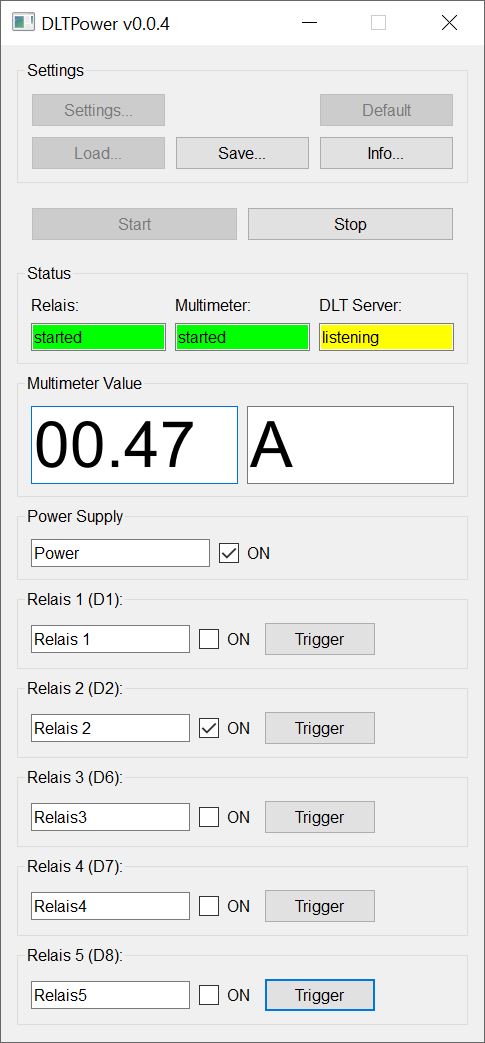 DLTPower v0.0.4
Settings
Settings... Default
Load... Save... Info...
Start Stop
Status
Relais: Multimeter: DLT Server:
started started listening
Multimeter Value
00.47 A
Power Supply
Power ON
Relais 1 (D1):
Relais 1 ON Trigger
Relais 2 (D2):
Relais 2 ON Trigger
Relais 3 (D6):
Relais3 ON Trigger
Relais 4 (D7):
Relais4 ON Trigger
Relais 5 (D8):
Relais5 ON Trigger